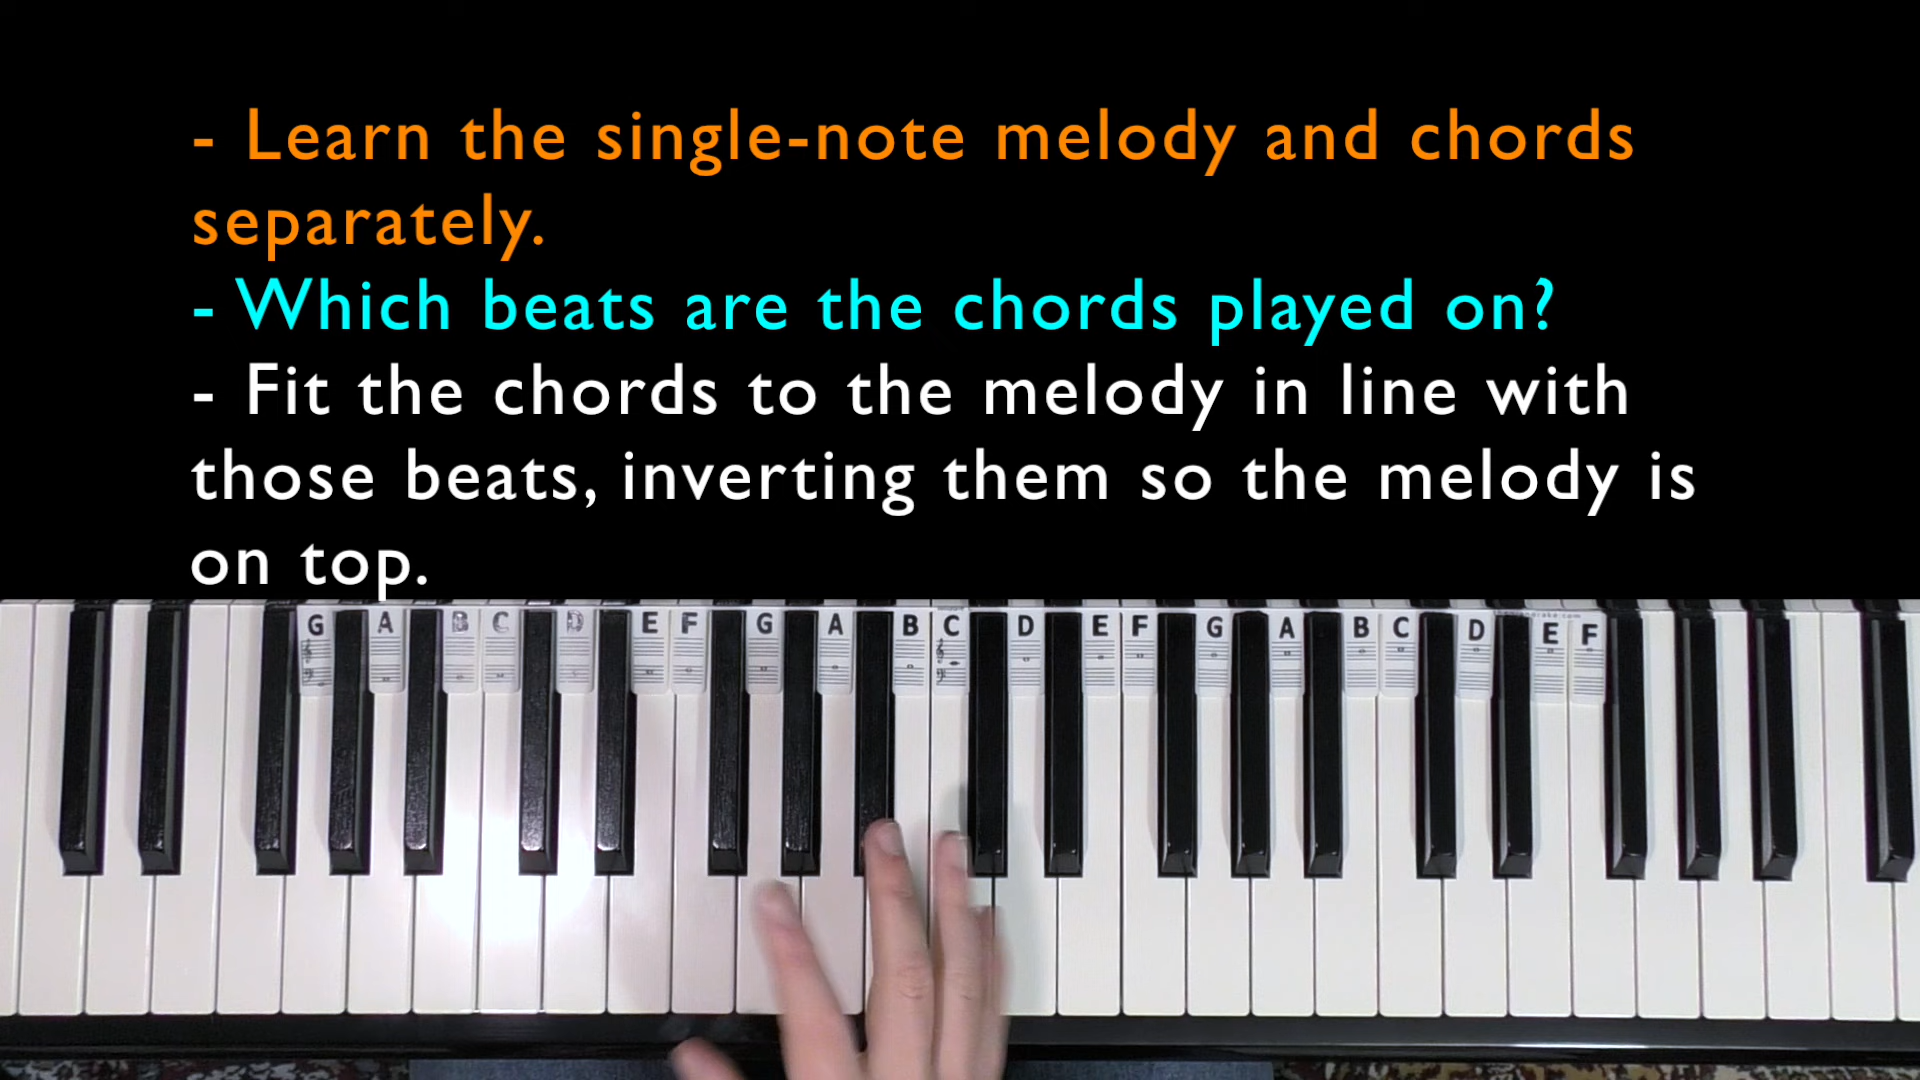 - Learn the single-note melody and chords
separately.
- Which beats are the chords played on?
- Fit the chords to the melody in line with
those beats, inverting them so the melody is
on top.
G A B C D E F G A B C D E F G A B C D E F